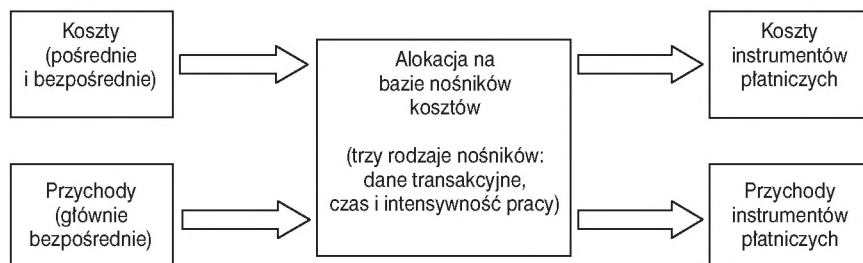 Koszty
(pośrednie
i bezpośrednie)
Przychody
(głównie
bezpośrednie)
Alokacja na
bazie nośników
kosztów
(trzy rodzaje nośników:
dane transakcyjne,
czas i intensywność pracy)
Koszty
instrumentów
płatniczych
Przychody
instrumentów
płatniczych